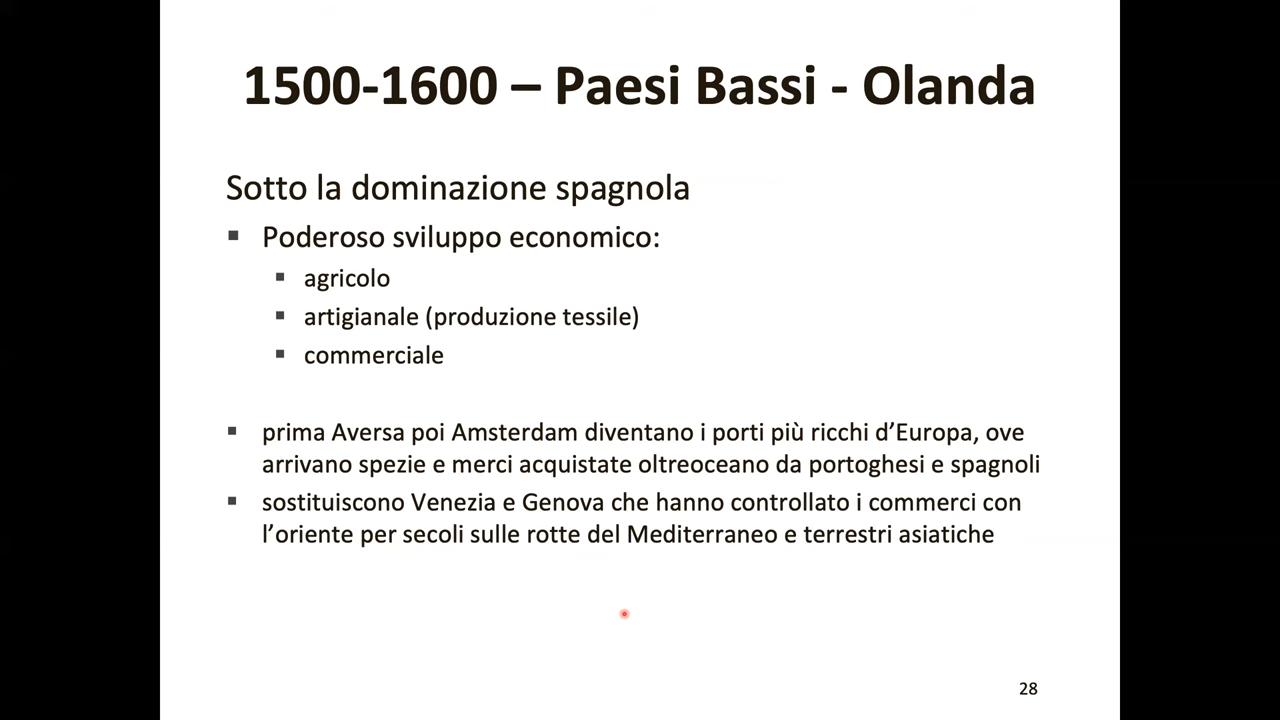 1500-1600 – Paesi Bassi - Olanda
Sotto la dominazione spagnola
▪ Poderoso sviluppo economico:
▪ agricolo
▪ artigianale (produzione tessile)
▪ commerciale
▪ prima Aversa poi Amsterdam diventano i porti più ricchi d’Europa, ove
arrivano spezie e merci acquistate oltreoceano da portoghesi e spagnoli
▪ sostituiscono Venezia e Genova che hanno controllato i commerci con
l’oriente per secoli sulle rotte del Mediterraneo e terrestri asiatiche
28